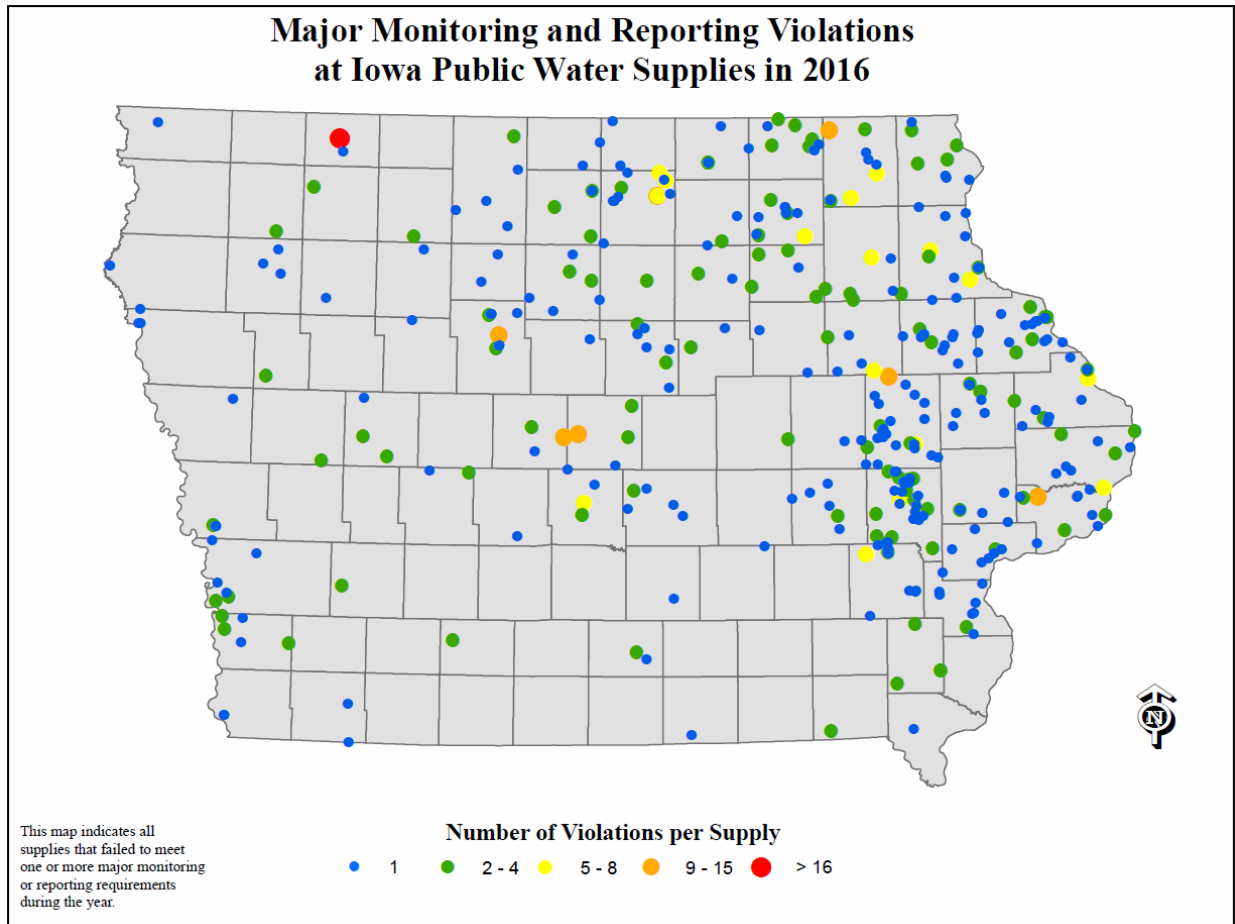 Major Monitoring and Reporting Violations
at Iowa Public Water Supplies in 2016
N
This map indicates all
supplies that failed to meet
one or more major monitoring
or reporting requirements
during the year.
Number of Violations per Supply
1 2 - 4 5 - 8 9 - 15 > 16